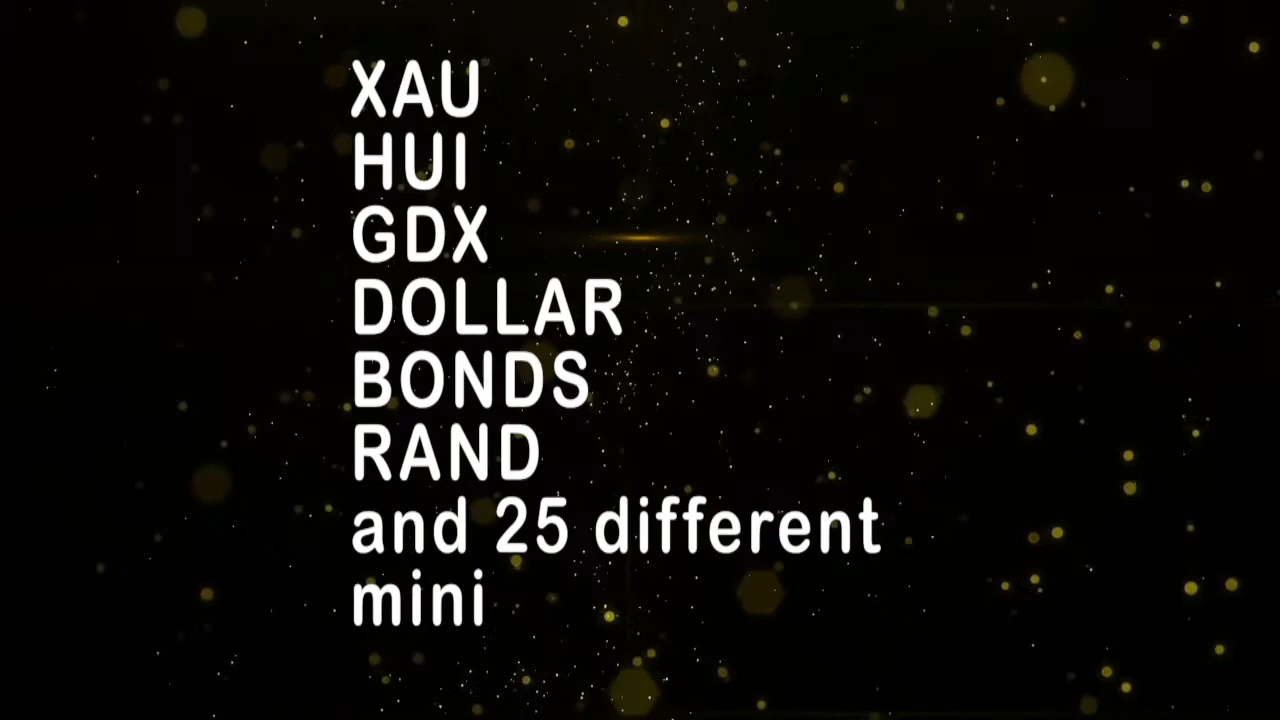 XAU
HUI
GDX
DOLLAR
BONDS
RAND
and 25 different
mini